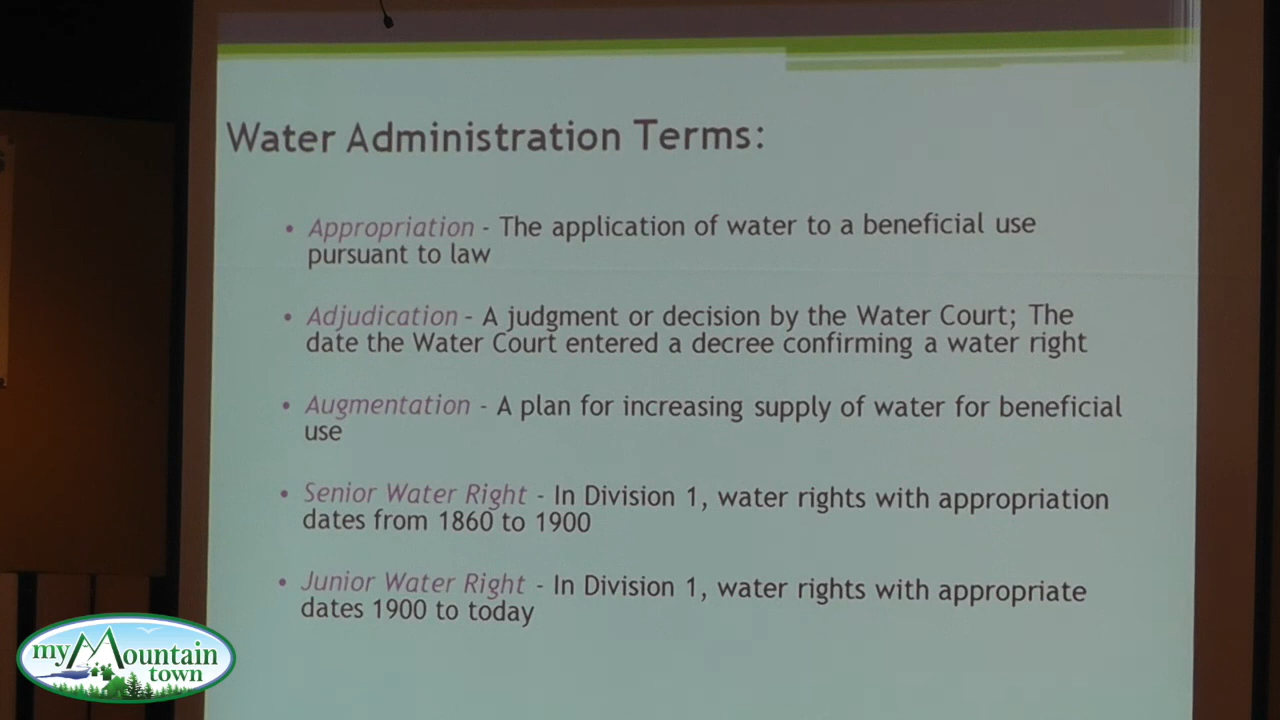 Water Administration Terms:
• Appropriation - The application of water to a beneficial use
pursuant to law
• Adjudication - A judgment or decision by the Water Court; The
date the Water Court entered a decree confirming a water right
• Augmentation - A plan for increasing supply of water for beneficial
use
• Senior Water Right - In Division 1, water rights with appropriation
dates from 1860 to 1900
• Junior Water Right - In Division 1, water rights with appropriate
dates 1900 to today
my Mountain
town